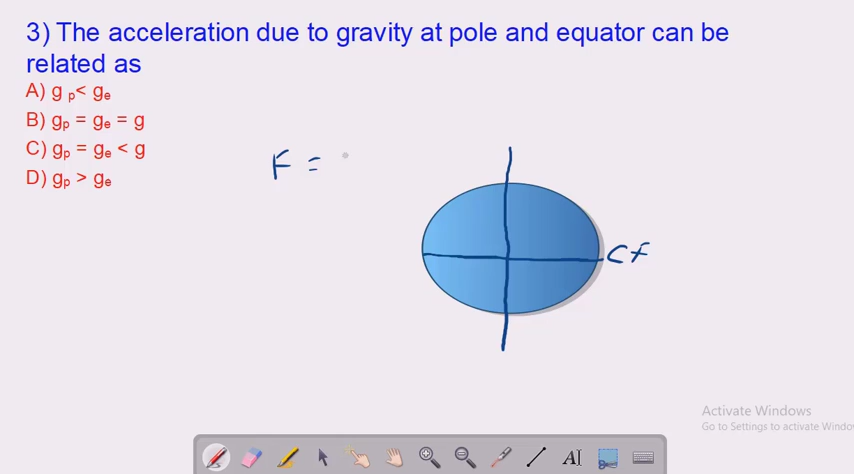 3) The acceleration due to gravity at pole and equator can be
related as
A) g p< ge
B) gp = ge = g
C) gp = ge < g
D) gp > ge
F =
CF
Activate Windows
Go to Settings to activate Windo
AI